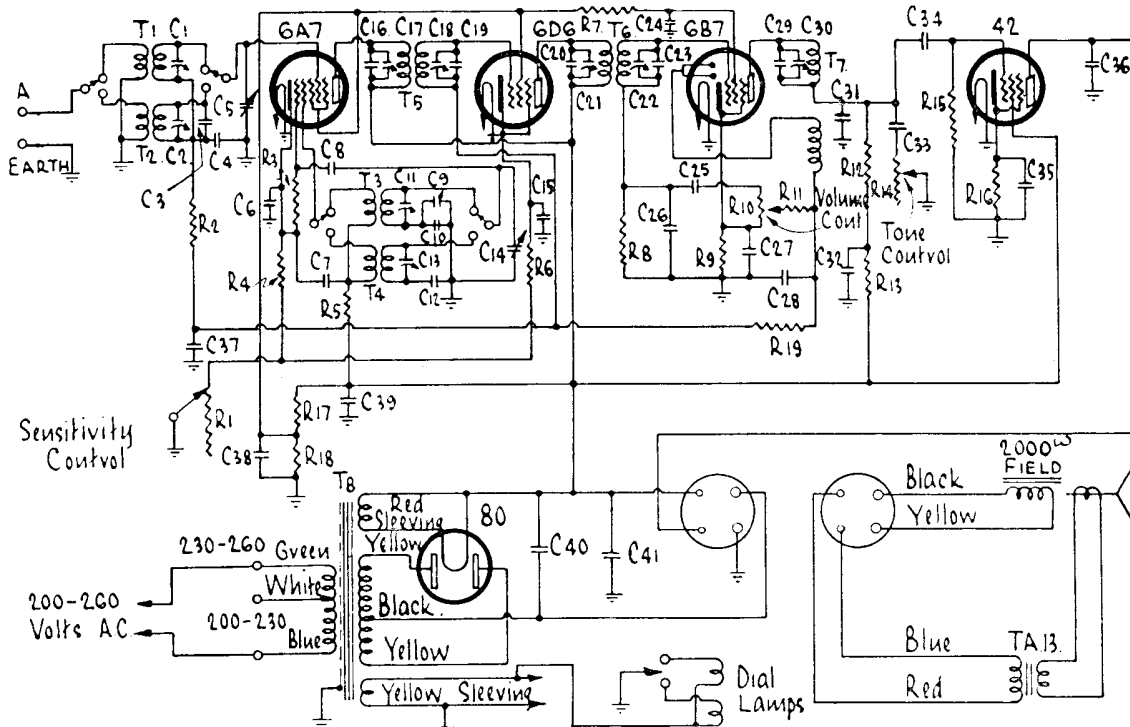 6A7
6D6
6B7
42
T1
C1
C16
C17
C18
C19
R7
C24
T6
C20
C23
C29
C30
C34
C36
A
EARTH
C5
T5
C21
C22
T7
C31
R15
T2
C2
C4
C3
R3
C8
C6
R2
T3
C11
C9
C10
C15
C25
C26
R10
R11
Volume
Cont
R12
C33
R14
R16
C35
Tone
Control
R4
C7
T4
C13
C12
C14
R6
R8
R9
C27
C28
C32
R13
R5
C37
R19
R1
R17
C39
Sensitivity
Control
C38
R18
T8
Red
Sleeving
80
Yellow
C40
C41
Black
Yellow
2000ω
FIELD
230-260
Green
White
200-260
Volts AC
200-230
Blue
Black.
Yellow
Yellow Sleeving
Dial
Lamps
Blue
Red
TA13.